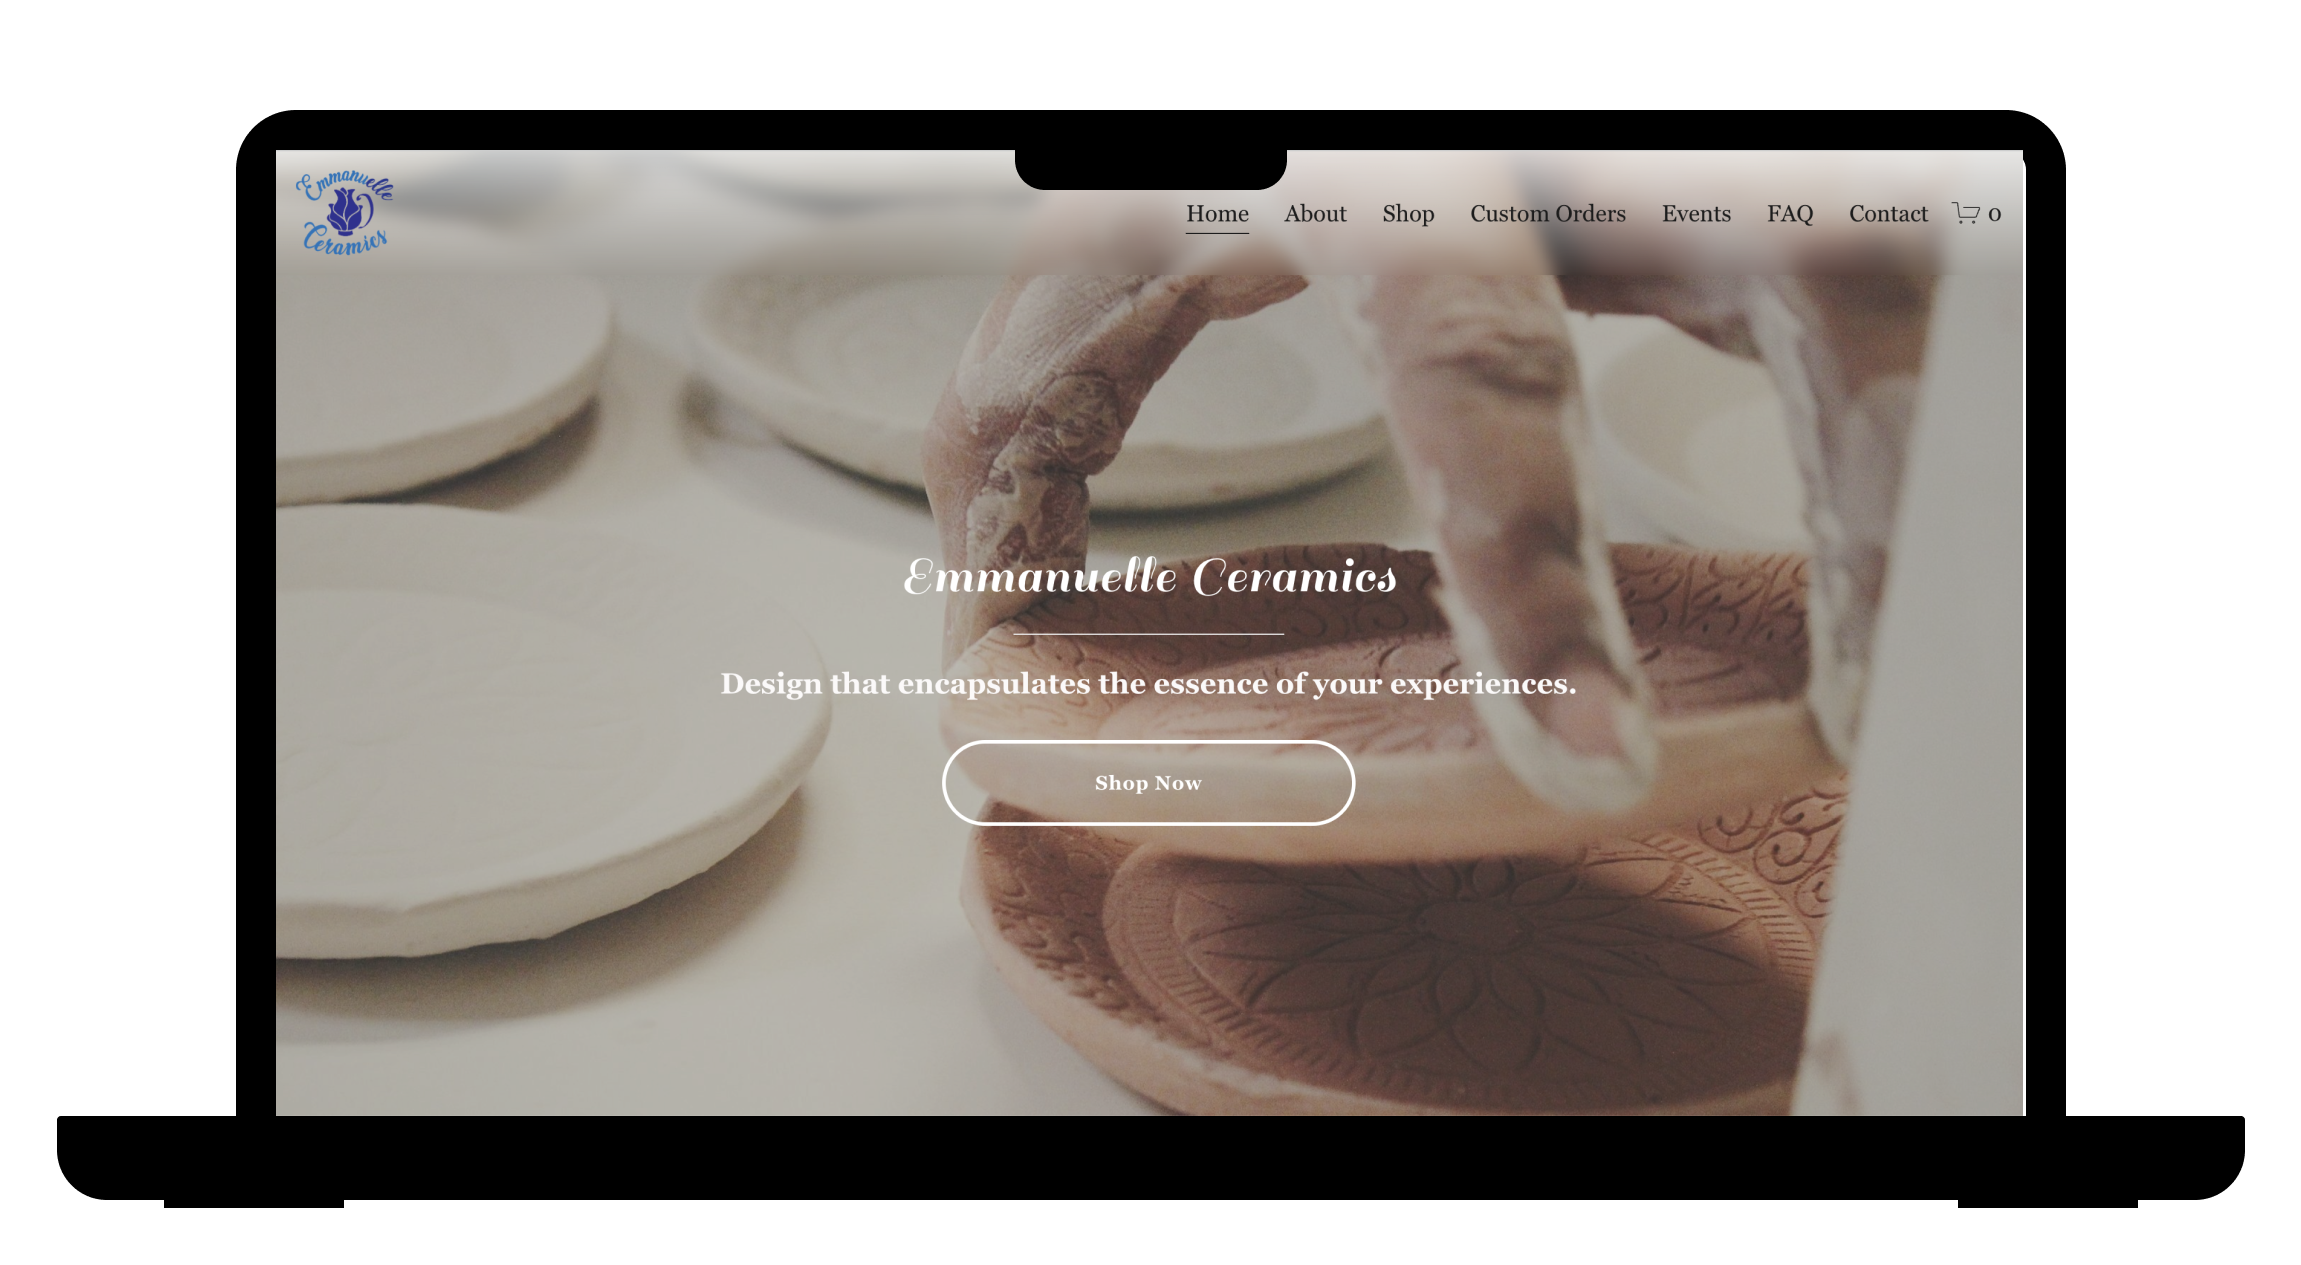 Emmanuelle
Ceramics
Home About Shop Custom Orders Events FAQ Contact 0
Emmanuelle Ceramics
Design that encapsulates the essence of your experiences.
Shop Now